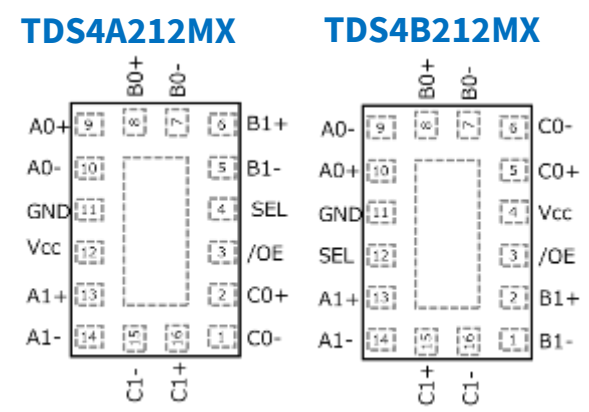 TDS4A212MX
B0+ B0-
A0+ 9 8 7 6 B1+
A0- 10 5 B1-
GND 11 4 SEL
Vcc 12 3 /OE
A1+ 13 2 C0+
A1- 14 15 16 1 C0-
C1- C1+
TDS4B212MX
B0+ B0-
A0- 9 8 7 6 C0-
A0+ 10 5 C0+
GND 11 4 Vcc
SEL 12 3 /OE
A1+ 13 2 B1+
A1- 14 15 16 1 B1-
C1+ C1-